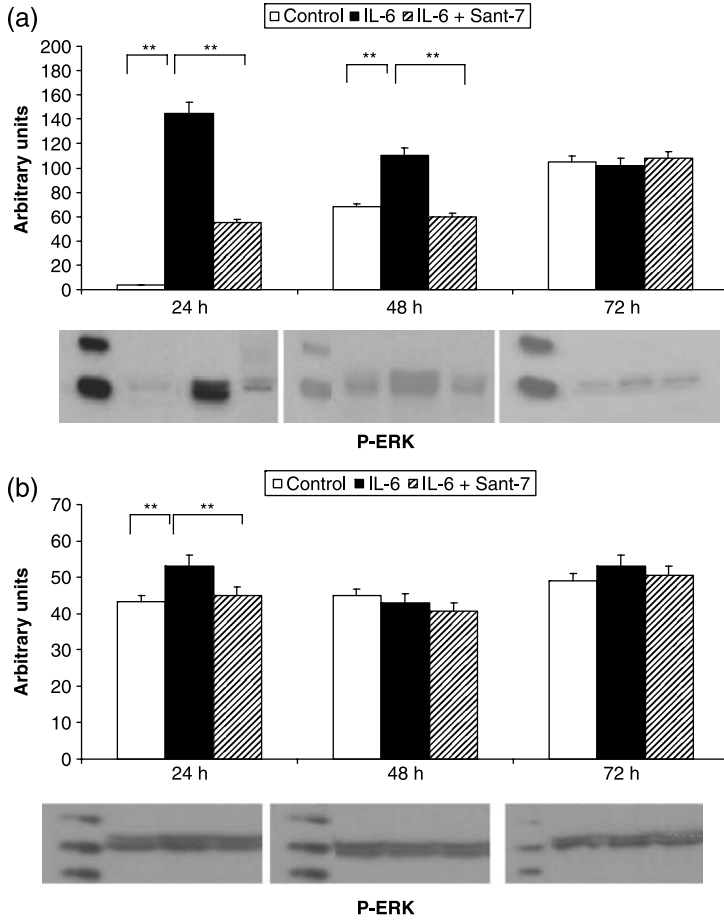 (a)
Control IL-6 IL-6 + Sant-7
200
180
160
140
120
100
80
60
40
20
0
Arbitrary units
** **
** **
24 h 48 h 72 h
P-ERK
(b)
Control IL-6 IL-6 + Sant-7
70
60
50
40
30
20
10
0
Arbitrary units
** **
24 h 48 h 72 h
P-ERK